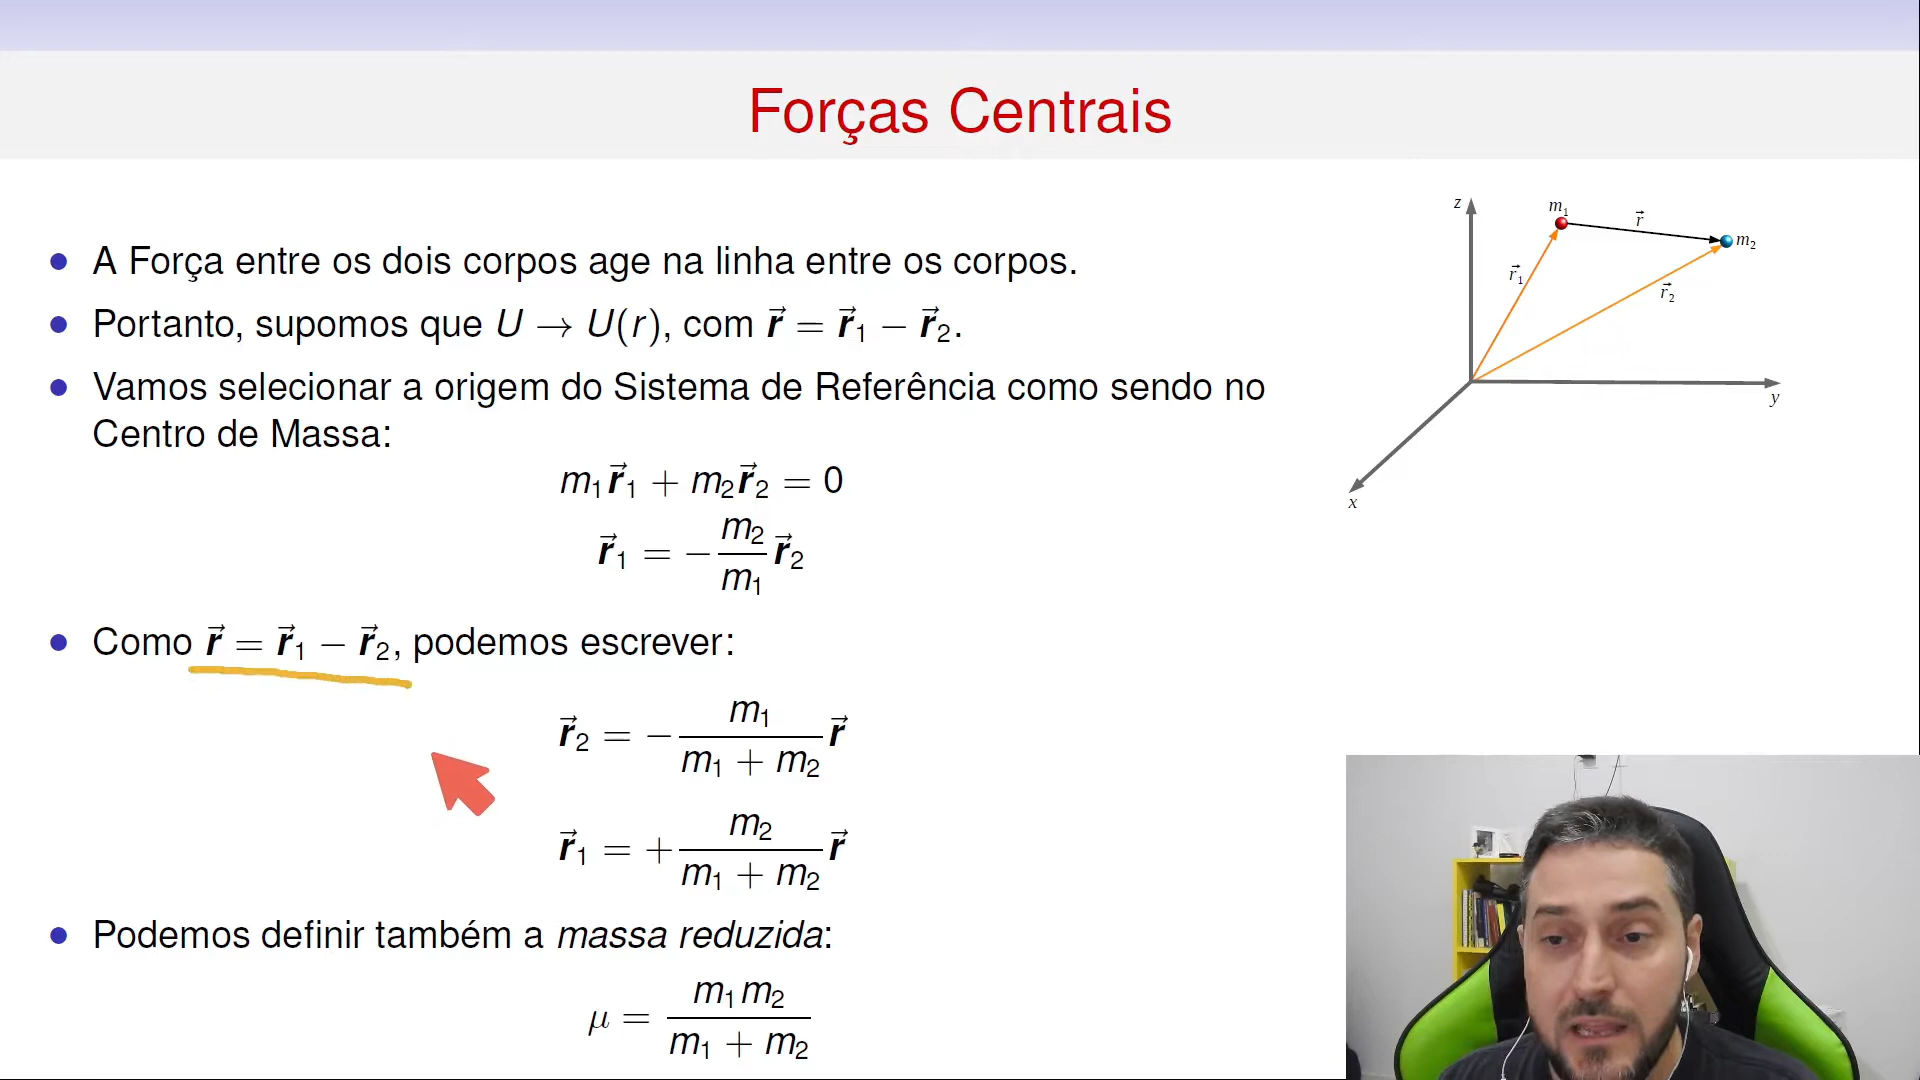 Forças Centrais
• A Força entre os dois corpos age na linha entre os corpos.
• Portanto, supomos que U → U(r), com r⃗ = r⃗₁ − r⃗₂.
• Vamos selecionar a origem do Sistema de Referência como sendo no
Centro de Massa:
m₁r⃗₁ + m₂r⃗₂ = 0
r⃗₁ = − m₂/m₁ r⃗₂
• Como r⃗ = r⃗₁ − r⃗₂, podemos escrever:
r⃗₂ = − m₁/(m₁ + m₂) r⃗
r⃗₁ = + m₂/(m₁ + m₂) r⃗
• Podemos definir também a massa reduzida:
μ = m₁m₂/(m₁ + m₂)
z
m₁
r⃗
m₂
r⃗₁
r⃗₂
y
x